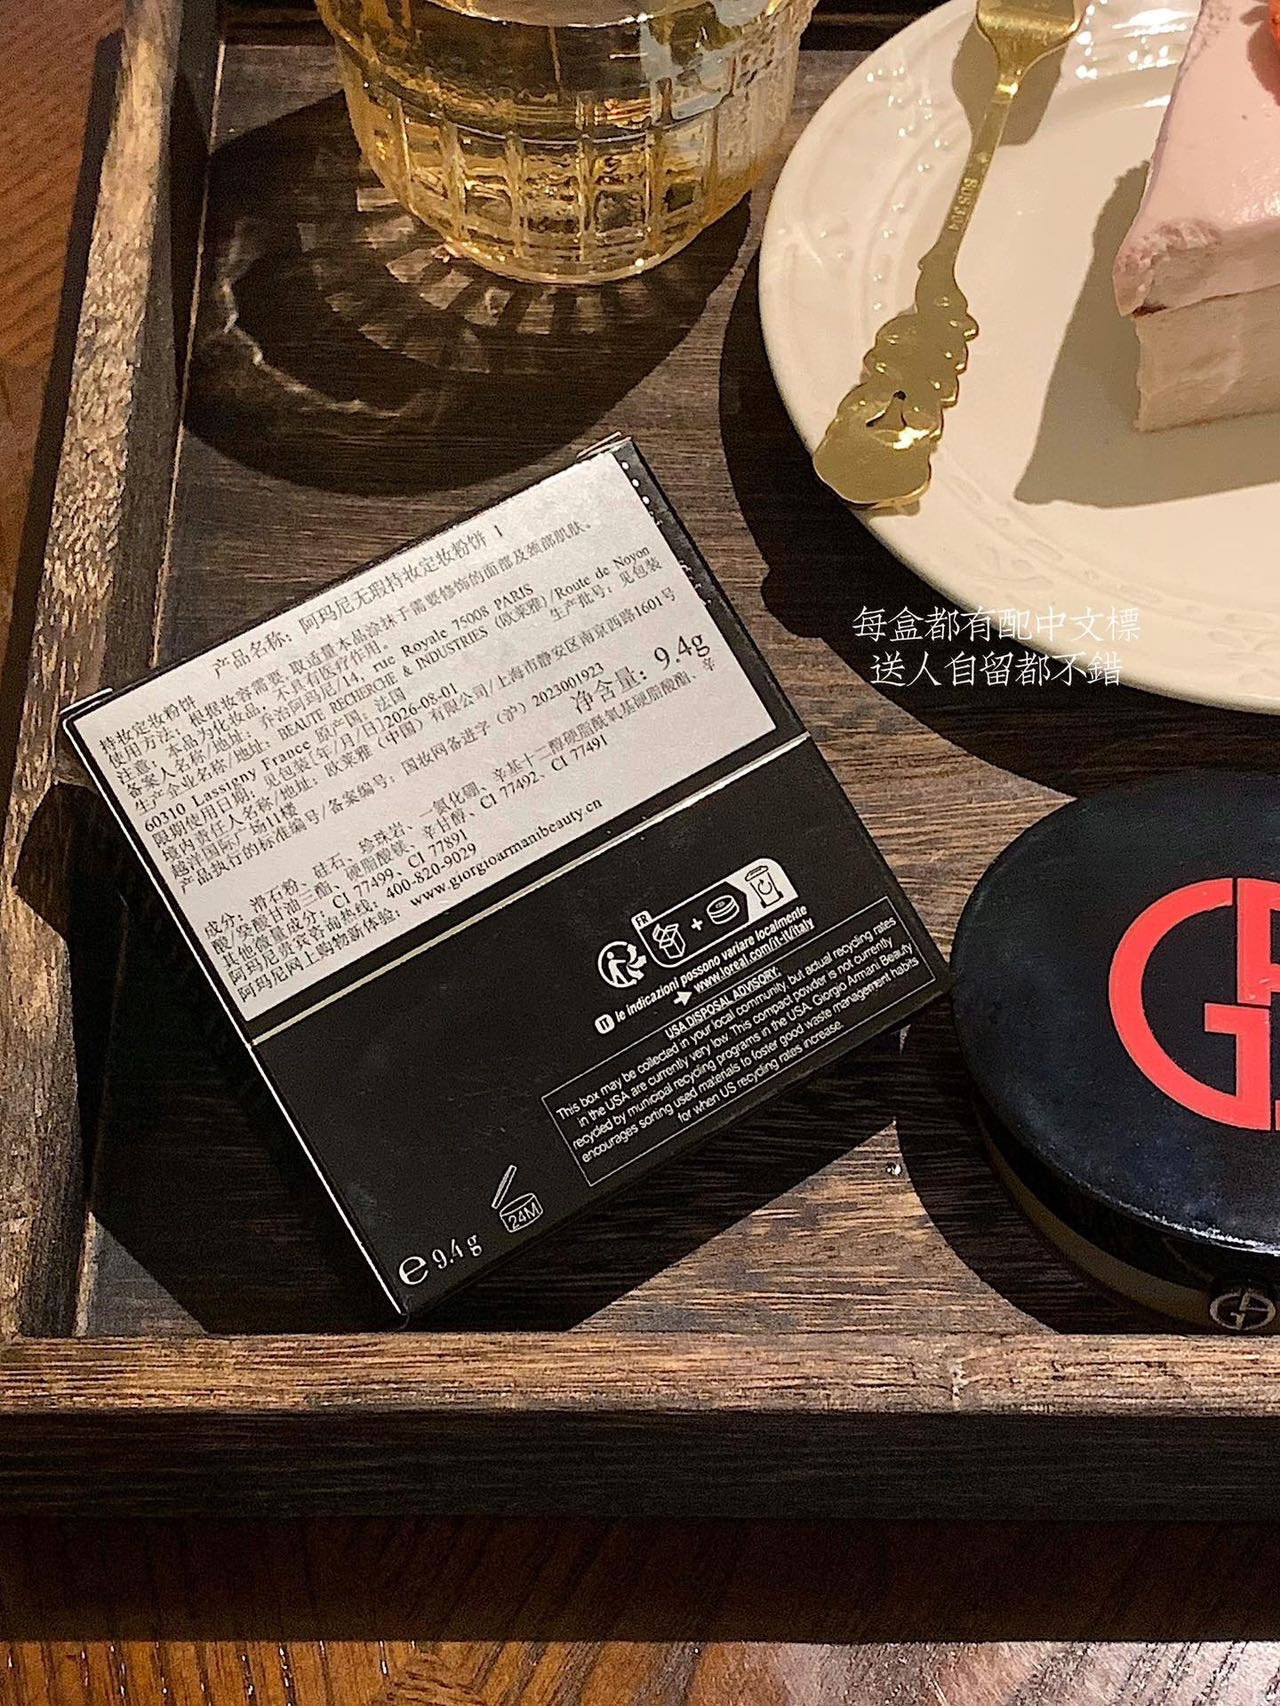 BUS304
每盒都有配中文標
送人自留都不錯
产品名称：阿玛尼无瑕持妆定妆粉饼 1
持妆定妆粉饼
使用方法：根据妆容需要，取适量本品涂抹于需要修饰的面部及颈部肌肤。
注意：本品为化妆品，不具有医疗作用。
备案人名称/地址：乔治阿玛尼/14, rue Royale 75008 PARIS
生产企业名称/地址：BEAUTE RECHERCHE & INDUSTRIES (欧莱雅)/Route de Noyon
60310 Lassigny France 原产国：法国 生产批号：见包装
限期使用日期：见包装[年/月/日]2026-08-01
境内责任人名称/地址：欧莱雅（中国）有限公司/上海市静安区南京西路1601号
越洋国际广场11楼
产品执行的标准编号/备案编号：国妆网备进字（沪）2023001923
净含量：9.4g
成分：滑石粉、硅石、珍珠岩、一氮化硼、辛基十二醇硬脂酰氧基硬脂酸酯、辛
酸/癸酸甘油三酯、硬脂酸镁、辛甘醇、CI 77492、CI 77491
其他微量成分：CI 77499、CI 77891
阿玛尼贵宾咨询热线：400-820-9029
阿玛尼网上购物新体验：www.giorgioarmanibeauty.cn
FR
IT le indicazioni possono variare localmente
www.loreal.com/it-it/italy
USA DISPOSAL ADVISORY:
This box may be collected in your local community, but actual recycling rates
in the USA are currently very low. This compact powder is not currently
recycled by municipal recycling programs in the USA. Giorgio Armani Beauty
encourages sorting used materials to foster good waste management habits
for when US recycling rates increase.
24M
e 9.4 g
GA